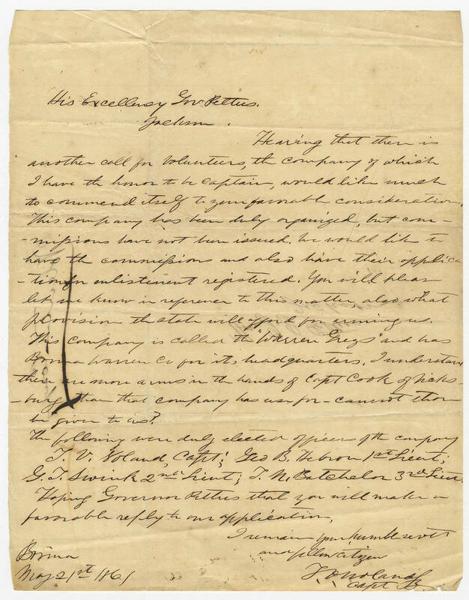 His Excellency Gov Pettus.
Jackson.
Hearing that there is
another call for Volunteers, the company of which
I have the honor to be Captain, would like much
to commend itself to your favorable consideration.
This company has been duly organized, but com-
-missions have not been issued. We would like to
have the commission and also have their applica
-tion enlistment registered. You will please
let me know in reference to this matter, also what
provision the state will afford for arming us.
This company is called the Warren and has
Bovina Warren Co for its headquarters. I understand
there are more arms in the hands of Capt Cook of Vicks-
-burg than that company has use for - cannot they
be given to us?
The following were duly elected officers of the company
T. V. Noland, Capt; Geo B. Hebron 1st Lieut;
G. T. Swink 2nd Lieut; T. N. Batchelor 3rd Lieut
Hoping Governor Pettus that you will make a
favorable reply to our application,
I remain your humble servt
and fellow citizen
T V Noland
Capt
Bovina
May 21st 1861